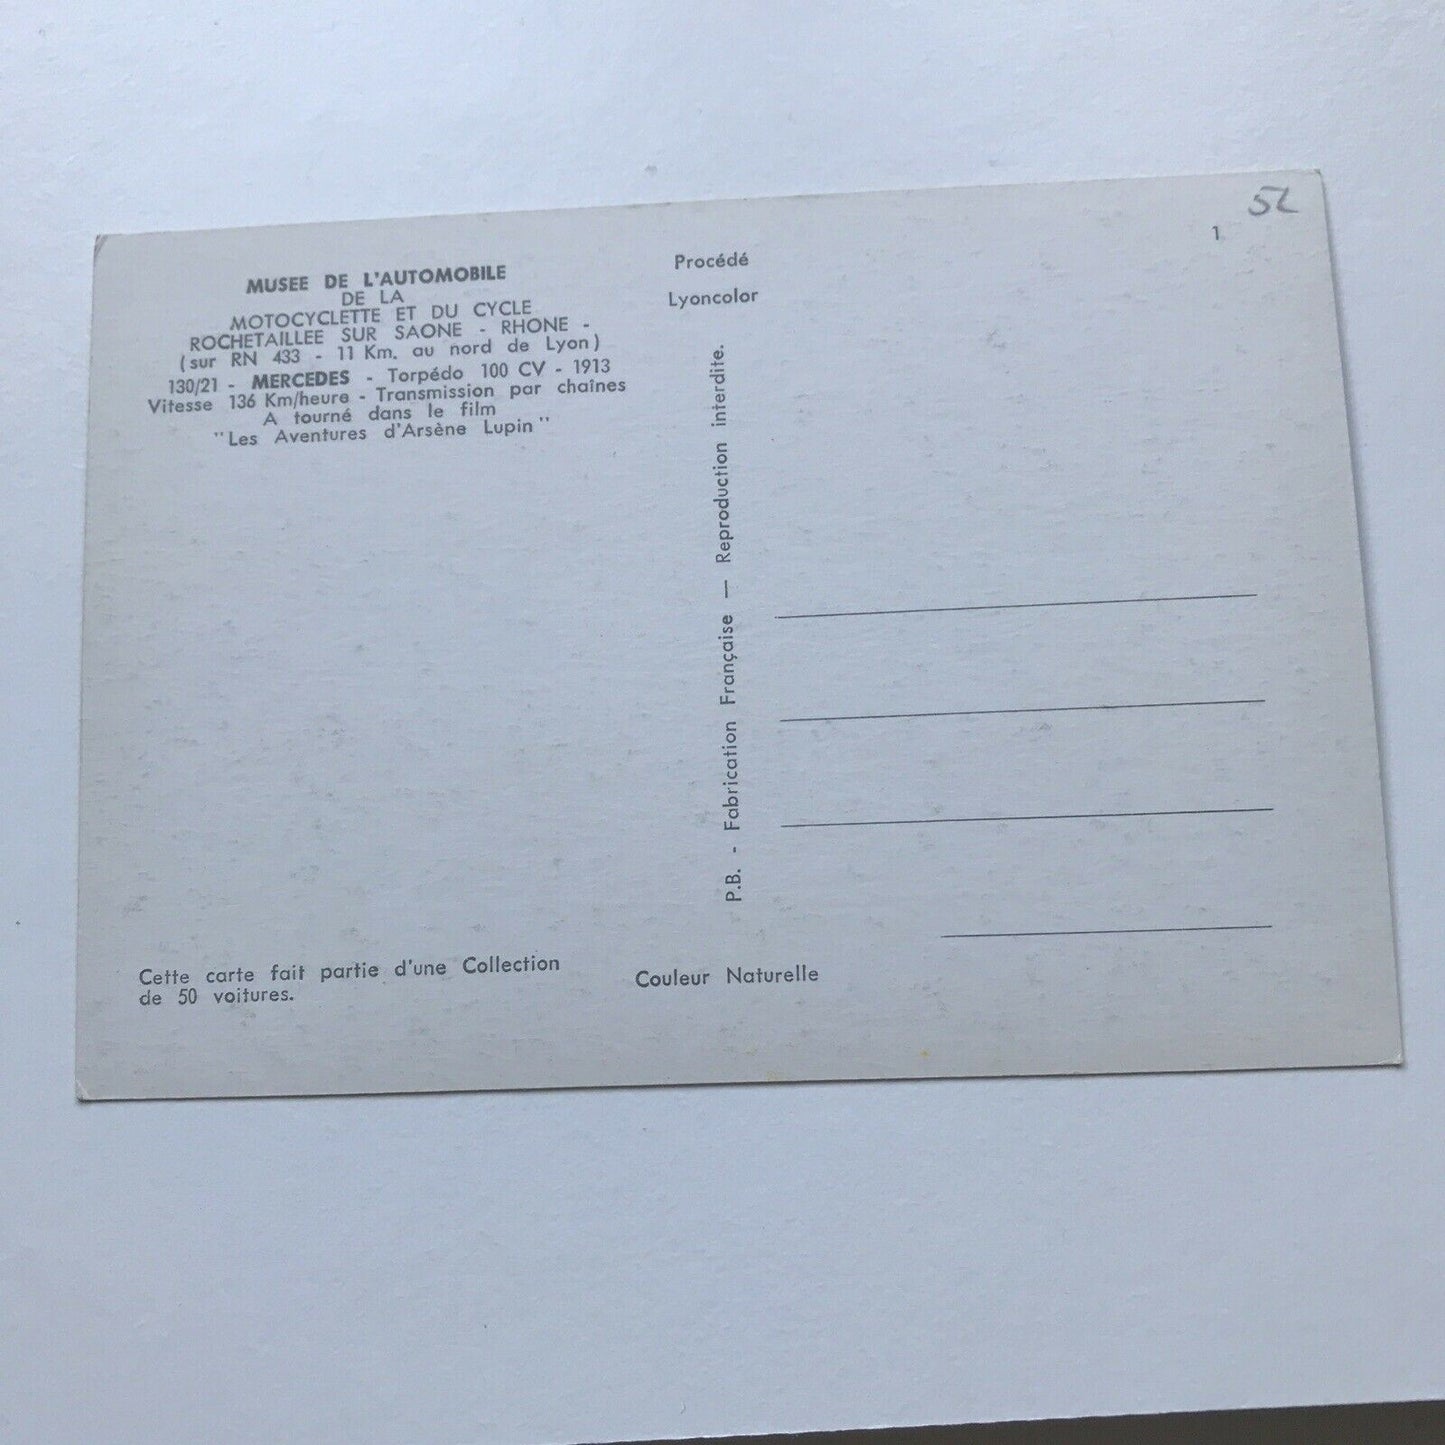 MUSEE DE L'AUTOMOBILE
DE LA
MOTOCYCLETTE ET DU CYCLE
ROCHETAILLEE SUR SAONE - RHONE -
(sur RN 433 - 11 Km. au nord de Lyon)
130/21 - MERCEDES - Torpédo 100 CV - 1913
Vitesse 136 Km/heure - Transmission par chaînes
A tourné dans le film
"Les Aventures d'Arsène Lupin"
Cette carte fait partie d'une Collection
de 50 voitures.
Procédé
Lyoncolor
P.B. - Fabrication Française — Reproduction interdite.
Couleur Naturelle
1